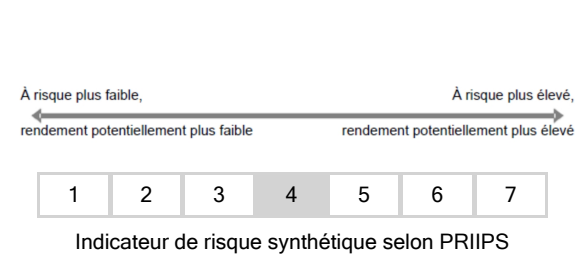 À risque plus faible, À risque plus élevé,
rendement potentiellement plus faible rendement potentiellement plus élevé
1 2 3 4 5 6 7
Indicateur de risque synthétique selon PRIIPS